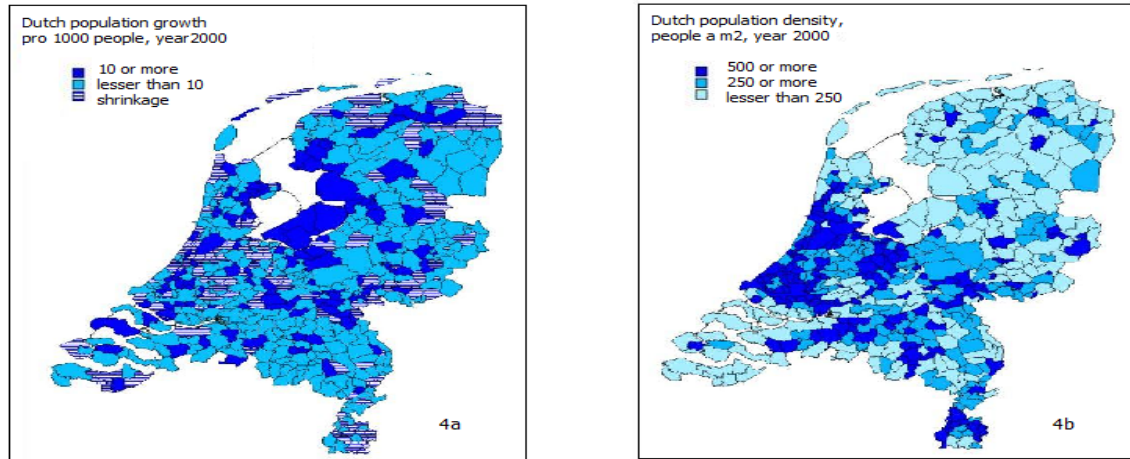 Dutch population growth
pro 1000 people, year2000
10 or more
lesser than 10
shrinkage
4a
Dutch population density,
people a m2, year 2000
500 or more
250 or more
lesser than 250
4b